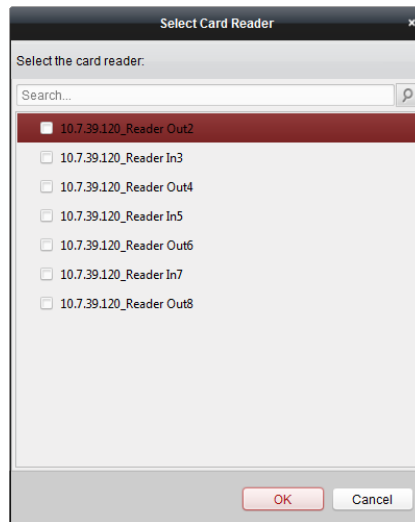 Select Card Reader ×
Select the card reader:
Search...
10.7.39.120_Reader Out2
10.7.39.120_Reader In3
10.7.39.120_Reader Out4
10.7.39.120_Reader In5
10.7.39.120_Reader Out6
10.7.39.120_Reader In7
10.7.39.120_Reader Out8
OK Cancel